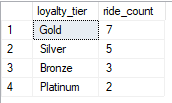 loyalty_tier ride_count
1 Gold 7
2 Silver 5
3 Bronze 3
4 Platinum 2